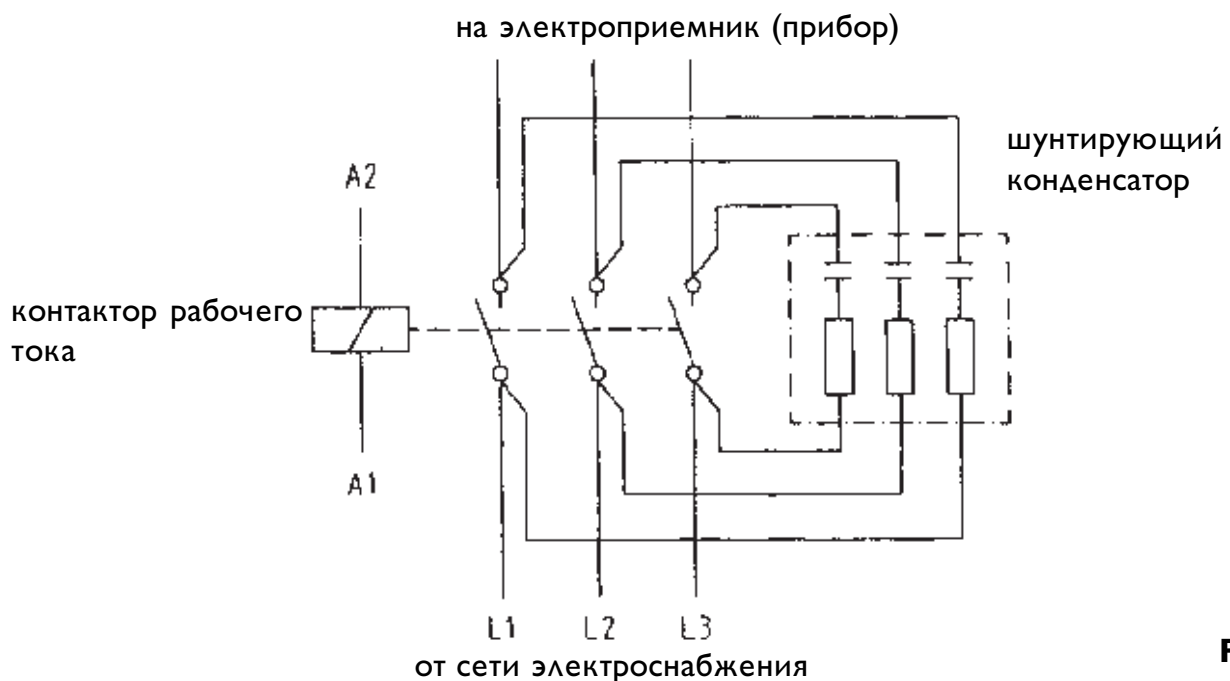 на электроприемник (прибор)
шунтирующий
конденсатор
A2
контактор рабочего
тока
A1
L1 L2 L3
от сети электроснабжения